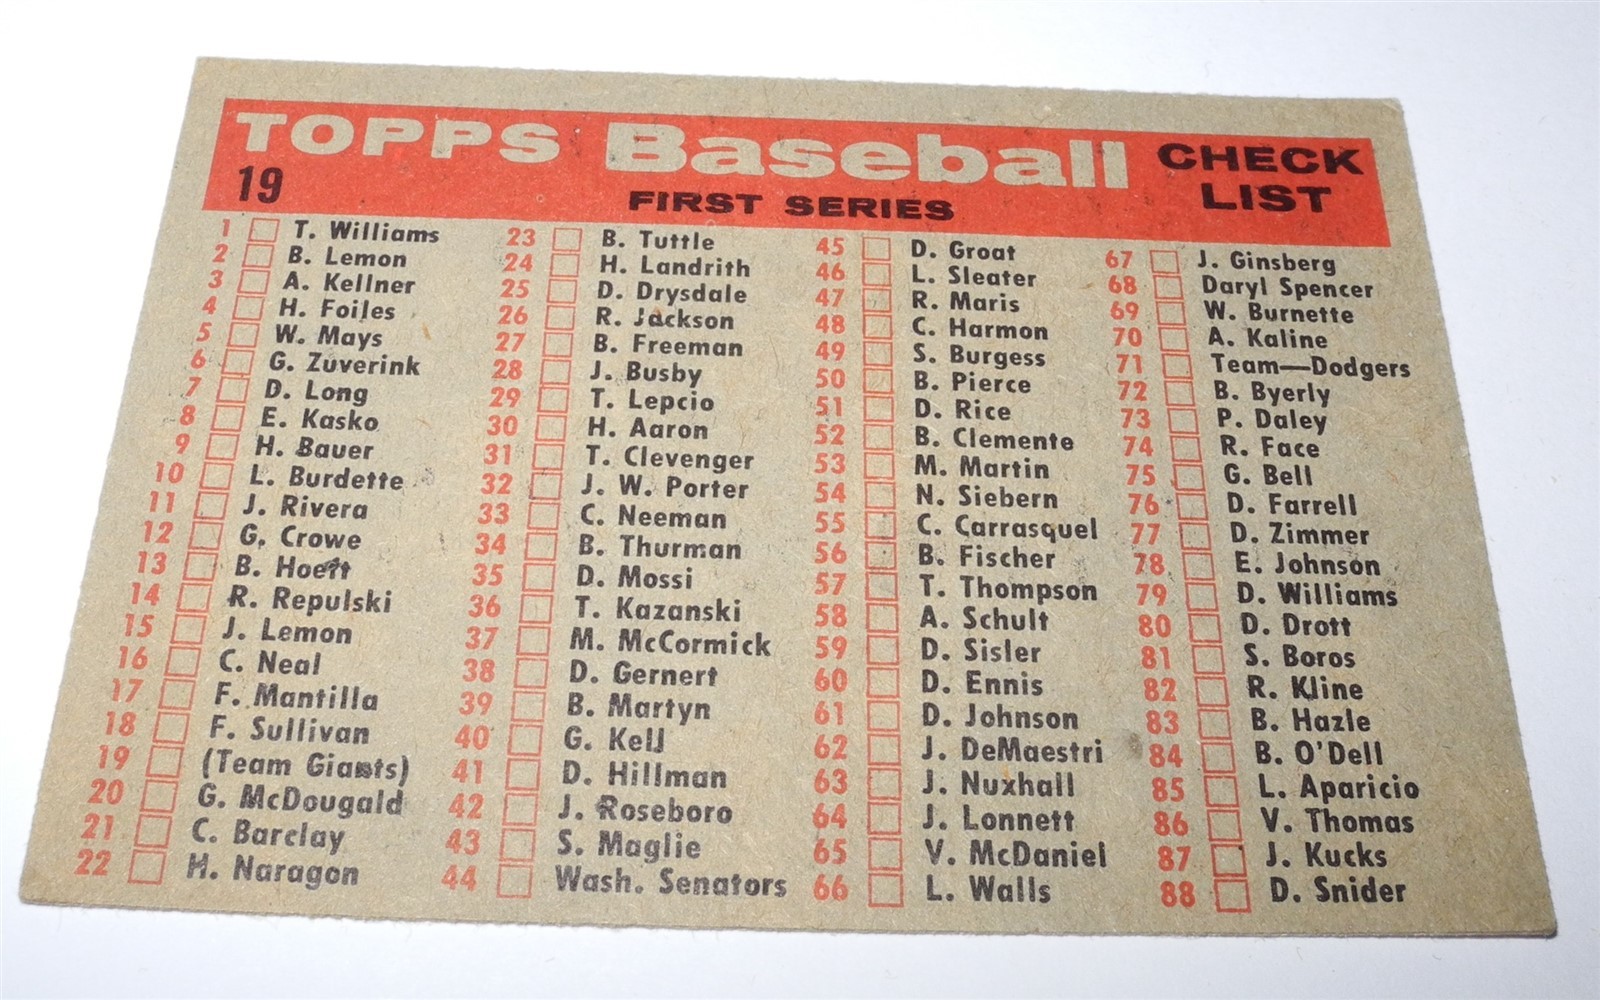 TOPPS Baseball CHECK LIST
19 FIRST SERIES
1 T. Williams
2 B. Lemon
3 A. Kellner
4 H. Foiles
5 W. Mays
6 G. Zuverink
7 D. Long
8 E. Kasko
9 H. Bauer
10 L. Burdette
11 J. Rivera
12 G. Crowe
13 B. Hoeft
14 R. Repulski
15 J. Lemon
16 C. Neal
17 F. Mantilla
18 F. Sullivan
19 (Team Giants)
20 G. McDougald
21 C. Barclay
22 H. Naragon
23 B. Tuttle
24 H. Landrith
25 D. Drysdale
26 R. Jackson
27 B. Freeman
28 J. Busby
29 T. Lepcio
30 H. Aaron
31 T. Clevenger
32 J. W. Porter
33 C. Neeman
34 B. Thurman
35 D. Mossi
36 T. Kazanski
37 M. McCormick
38 D. Gernert
39 B. Martyn
40 G. Kell
41 D. Hillman
42 J. Roseboro
43 S. Maglie
44 Wash. Senators
45 D. Groat
46 L. Sleater
47 R. Maris
48 C. Harmon
49 S. Burgess
50 B. Pierce
51 D. Rice
52 B. Clemente
53 M. Martin
54 N. Siebern
55 C. Carrasquel
56 B. Fischer
57 T. Thompson
58 A. Schult
59 D. Sisler
60 D. Ennis
61 D. Johnson
62 J. DeMaestri
63 J. Nuxhall
64 J. Lonnett
65 V. McDaniel
66 L. Walls
67 J. Ginsberg
68 Daryl Spencer
69 W. Burnette
70 A. Kaline
71 Team—Dodgers
72 B. Byerly
73 P. Daley
74 R. Face
75 G. Bell
76 D. Farrell
77 D. Zimmer
78 E. Johnson
79 D. Williams
80 D. Drott
81 S. Boros
82 R. Kline
83 B. Hazle
84 B. O'Dell
85 L. Aparicio
86 V. Thomas
87 J. Kucks
88 D. Snider